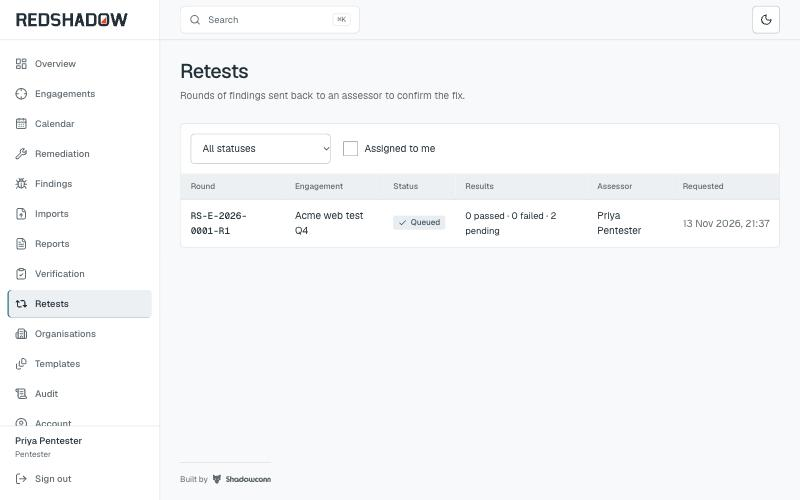 REDSHADOW
Search
⌘K
Overview
Engagements
Calendar
Remediation
Findings
Imports
Reports
Verification
Retests
Organisations
Templates
Audit
Account
Priya Pentester
Pentester
Sign out
Retests
Rounds of findings sent back to an assessor to confirm the fix.
All statuses
Assigned to me
Round Engagement Status Results Assessor Requested
RS-E-2026-
0001-R1
Acme web test
Q4
Queued
0 passed · 0 failed · 2
pending
Priya
Pentester
13 Nov 2026, 21:37
Built by Shadowconn